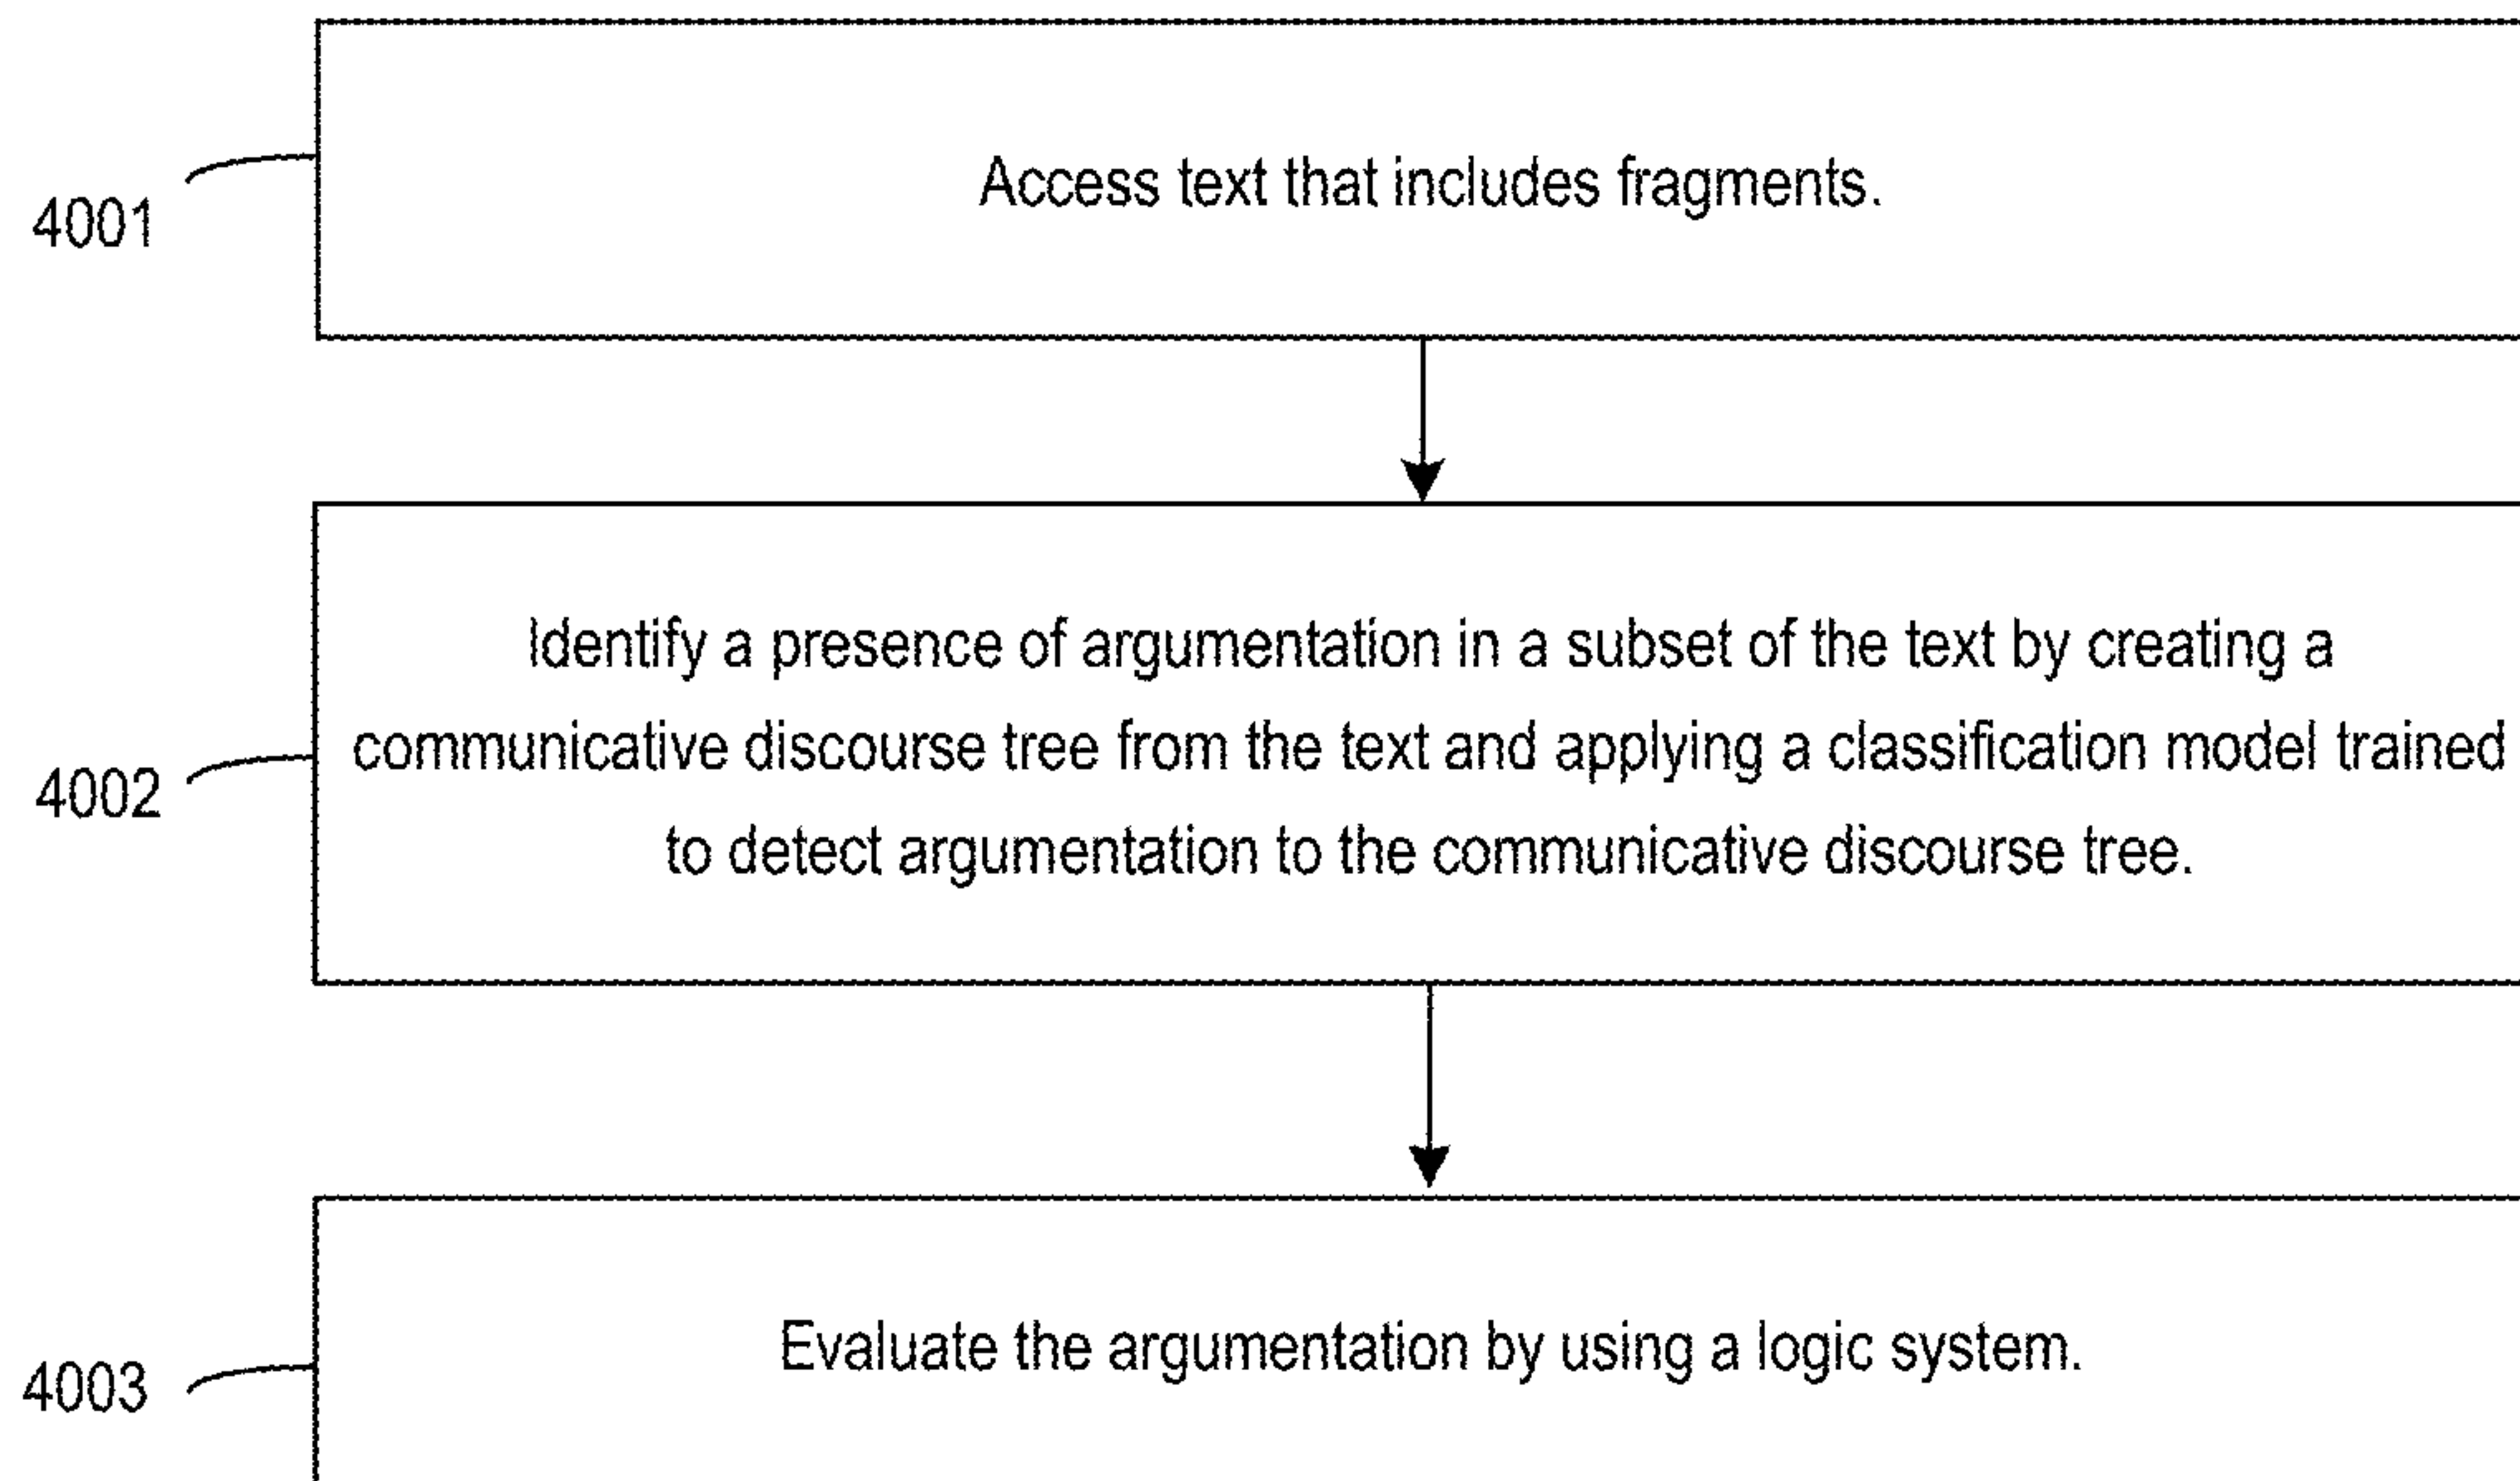 Access text that includes fragments.
4001
Identify a presence of argumentation in a subset of the text by creating a
communicative discourse tree from the text and applying a classification model trained
4002
to detect argumentation to the communicative discourse tree.
Evaluate the argumentation by using a logic system.
4003